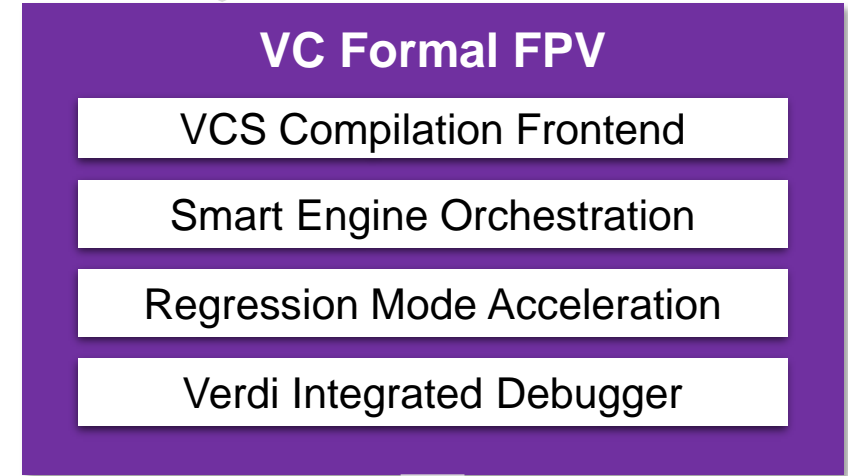 VC Formal FPV
VCS Compilation Frontend
Smart Engine Orchestration
Regression Mode Acceleration
Verdi Integrated Debugger